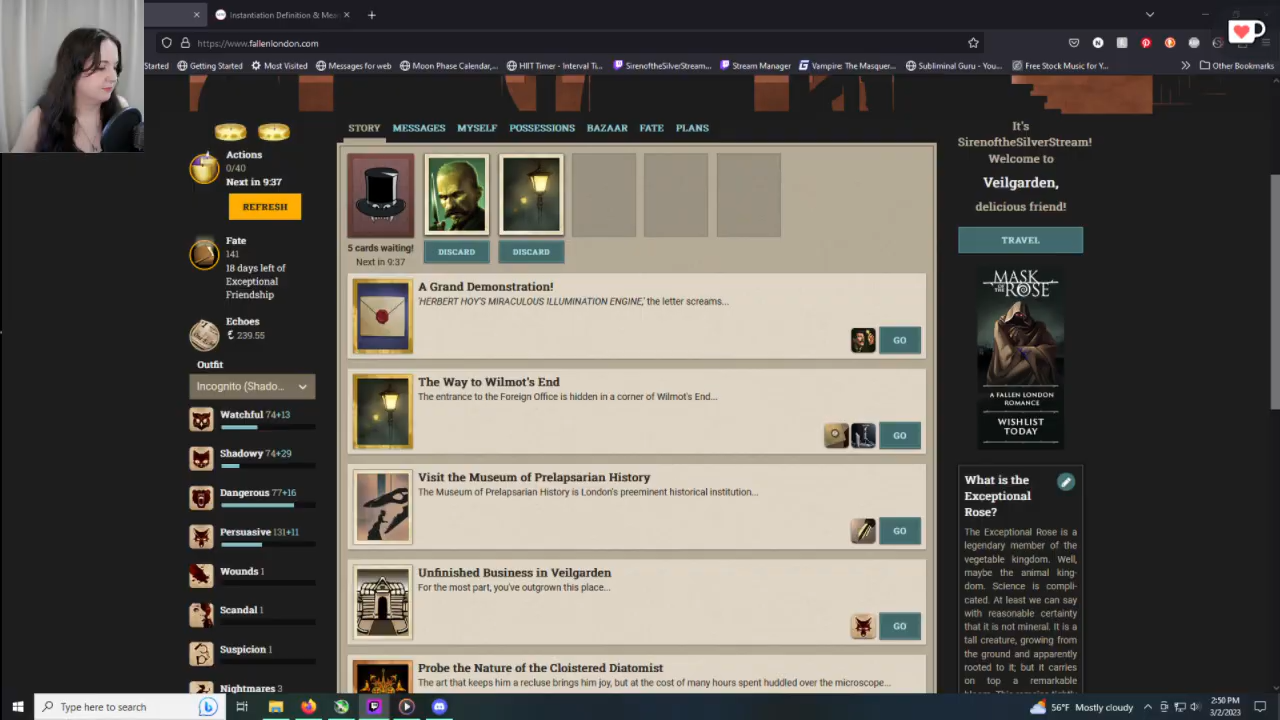 Instantiation Definition & Mea
https://www.fallenlondon.com
Started
Getting Started
Most Visited
Messages for web
Moon Phase Calendar,...
HIIT Timer - Interval Ti...
SirenoftheSilverStream...
Stream Manager
Vampire: The Masquer...
Subliminal Guru - You...
Free Stock Music for Y...
Other Bookmarks
Actions
0/40
Next in 9:37
REFRESH
Fate
141
18 days left of
Exceptional
Friendship
Echoes
239.55
Outfit
Incognito (Shado...
Watchful 74+13
Shadowy 74+29
Dangerous 77+16
Persuasive 131+11
Wounds 1
Scandal 1
Suspicion 1
Nightmares 3
STORY
MESSAGES
MYSELF
POSSESSIONS
BAZAAR
FATE
PLANS
5 cards waiting!
Next in 9:37
DISCARD
DISCARD
A Grand Demonstration!
'HERBERT HOY'S MIRACULOUS ILLUMINATION ENGINE,' the letter screams...
GO
The Way to Wilmot's End
The entrance to the Foreign Office is hidden in a corner of Wilmot's End...
GO
Visit the Museum of Prelapsarian History
The Museum of Prelapsarian History is London's preeminent historical institution...
GO
Unfinished Business in Veilgarden
For the most part, you've outgrown this place...
GO
Probe the Nature of the Cloistered Diatomist
The art that keeps him a recluse brings him joy, but at the cost of many hours spent huddled over the microscope...
It's
SirenoftheSilverStream!
Welcome to
Veilgarden,
delicious friend!
TRAVEL
MASK
OF THE
ROSE
A FALLEN LONDON
ROMANCE
WISHLIST
TODAY
What is the
Exceptional
Rose?
The Exceptional Rose is a
legendary member of the
vegetable kingdom. Well,
maybe the animal king-
dom. Science is compli-
cated. At least we can say
with reasonable certainty
that it is not mineral. It is a
tall creature, growing from
the ground and apparently
rooted to it; but it carries
on top a remarkable
Type here to search
56°F Mostly cloudy
2:50 PM
3/2/2023